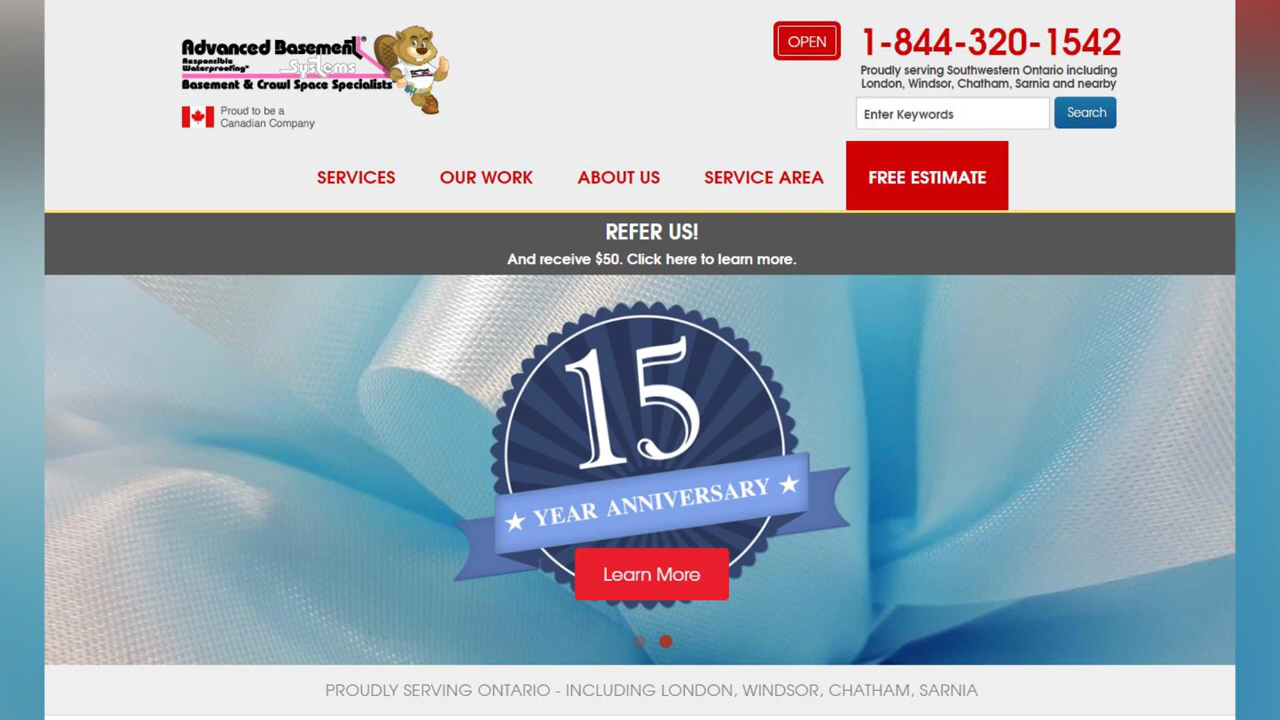 Advanced Basement®
Systems
Responsible
Waterproofing™
Basement & Crawl Space Specialists
Proud to be a
Canadian Company
OPEN
1-844-320-1542
Proudly serving Southwestern Ontario including
London, Windsor, Chatham, Sarnia and nearby
Enter Keywords
Search
SERVICES OUR WORK ABOUT US SERVICE AREA FREE ESTIMATE
REFER US!
And receive $50. Click here to learn more.
15
YEAR ANNIVERSARY
Learn More
PROUDLY SERVING ONTARIO - INCLUDING LONDON, WINDSOR, CHATHAM, SARNIA